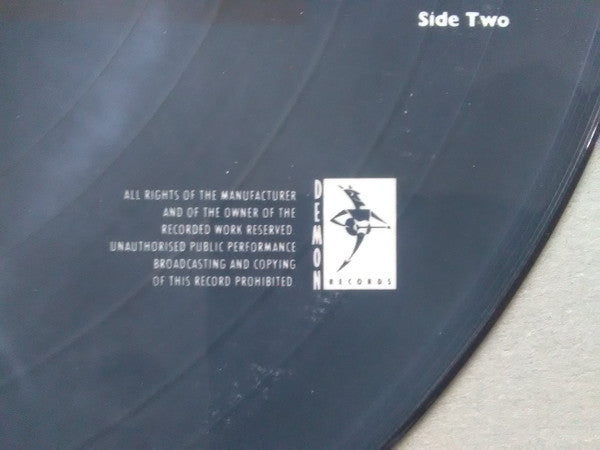 Side Two
ALL RIGHTS OF THE MANUFACTURER
AND OF THE OWNER OF THE
RECORDED WORK RESERVED.
UNAUTHORISED PUBLIC PERFORMANCE
BROADCASTING AND COPYING
OF THIS RECORD PROHIBITED.
DEMON
RECORDS